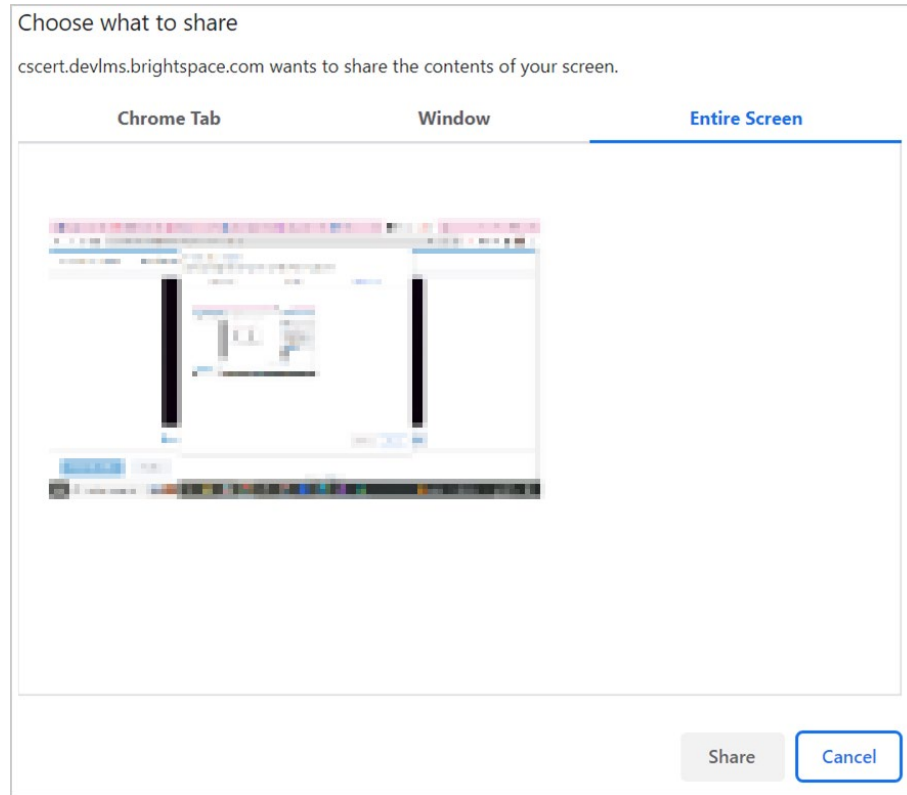 Choose what to share
cscert.devlms.brightspace.com wants to share the contents of your screen.
Chrome Tab Window Entire Screen
Share Cancel